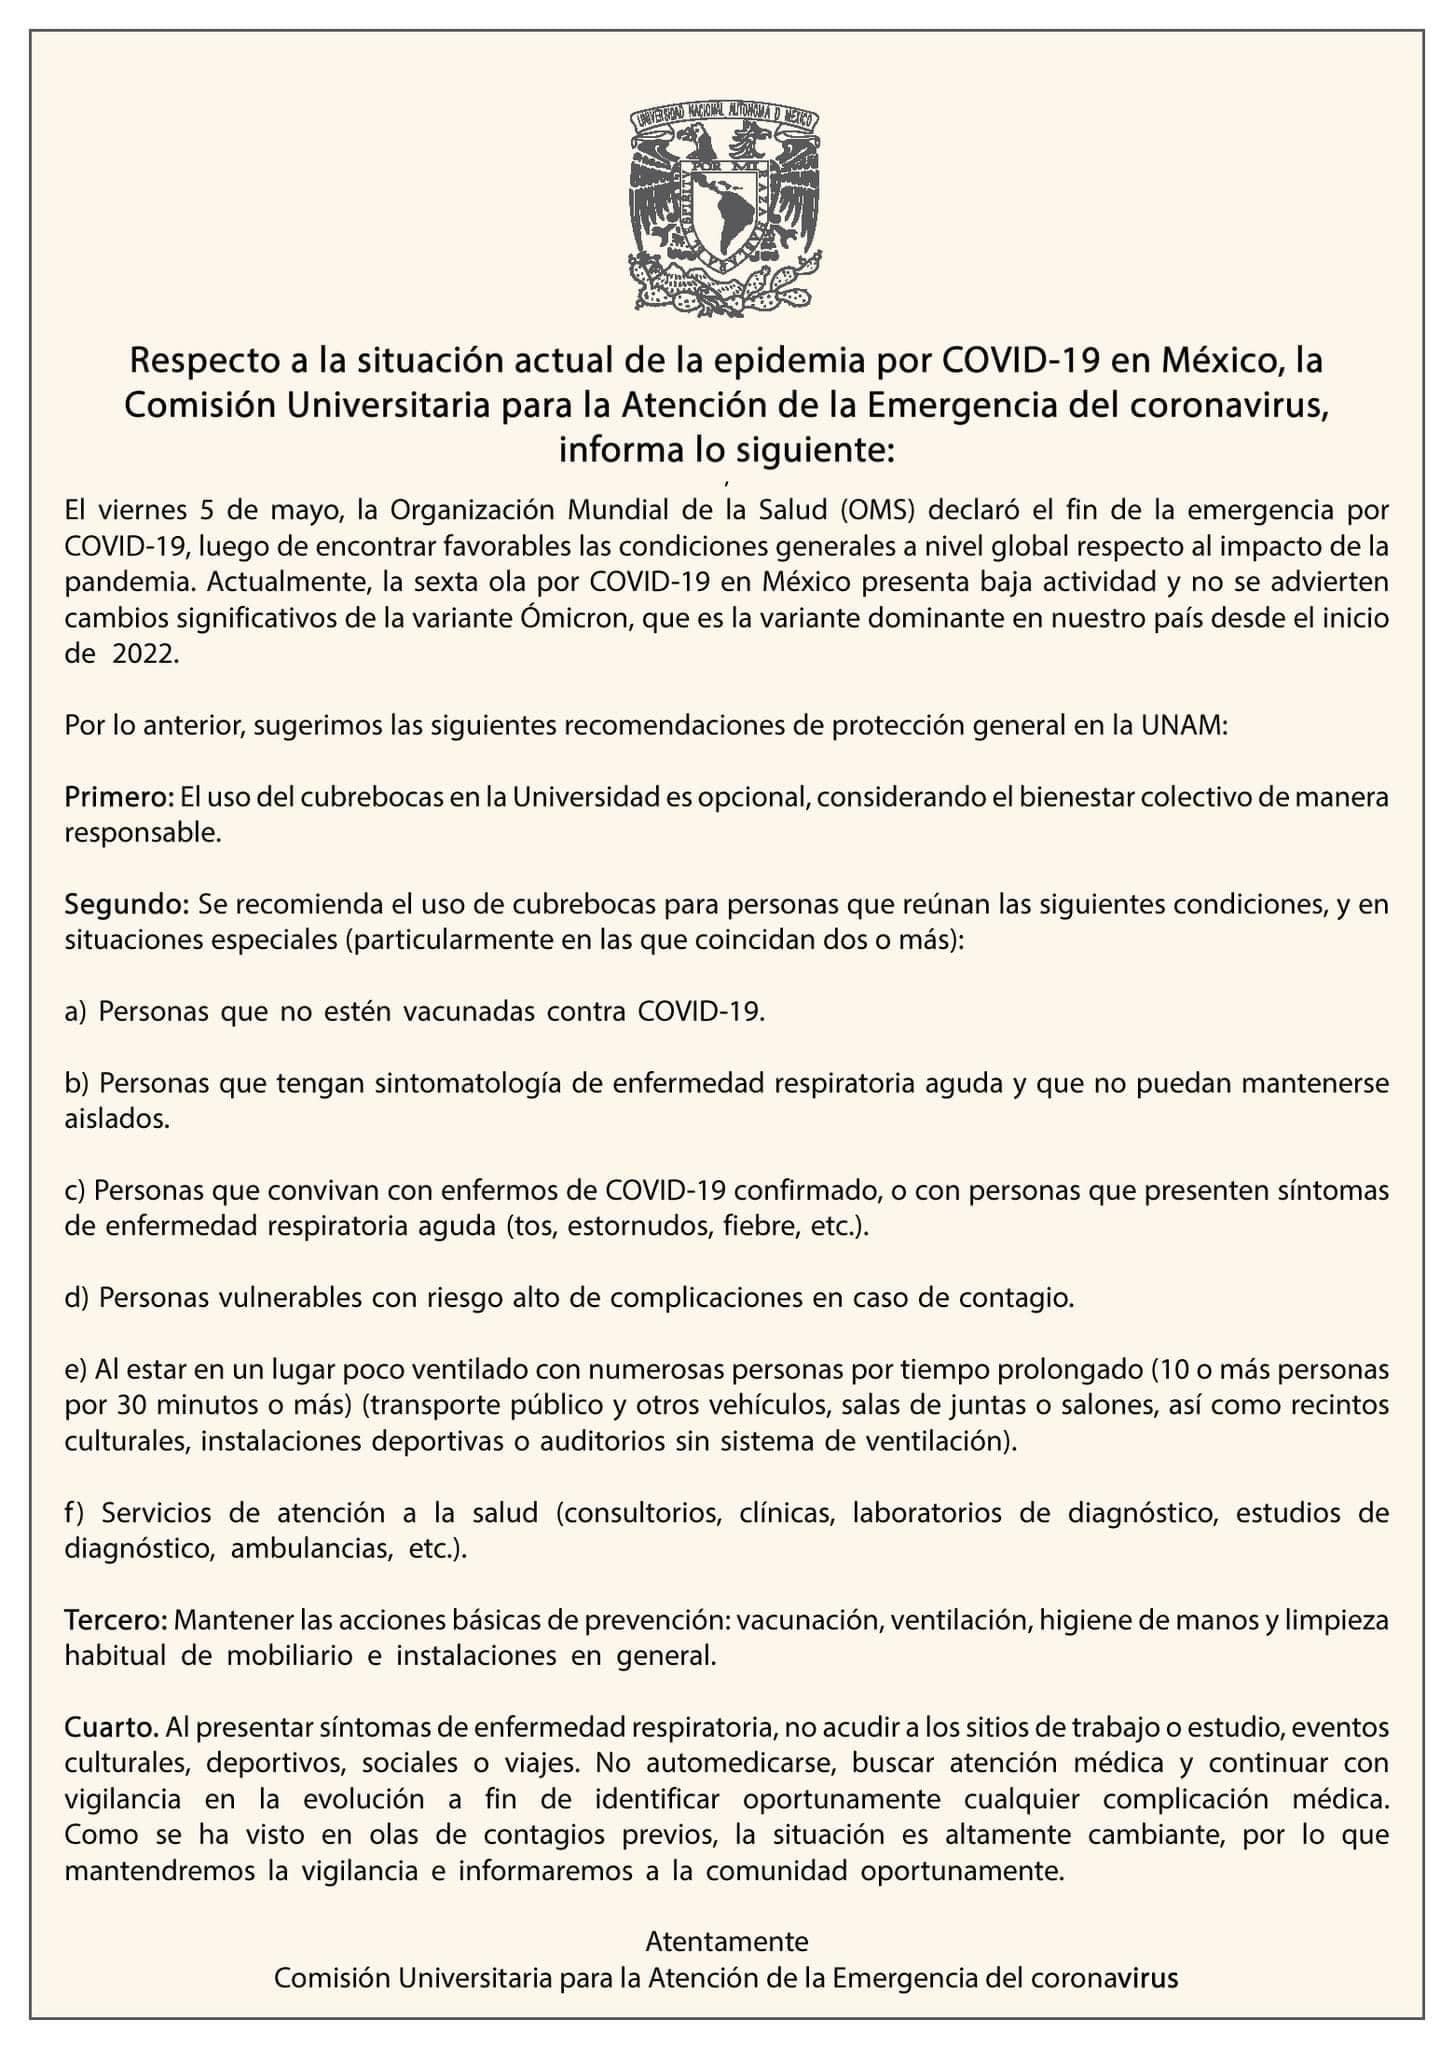 UNIVERSIDAD NACIONAL AUTONOMA D MEXICO
POR MI RAZA HABLARA EL ESPIRITU
Respecto a la situación actual de la epidemia por COVID-19 en México, la
Comisión Universitaria para la Atención de la Emergencia del coronavirus,
informa lo siguiente:
,
El viernes 5 de mayo, la Organización Mundial de la Salud (OMS) declaró el fin de la emergencia por
COVID-19, luego de encontrar favorables las condiciones generales a nivel global respecto al impacto de la
pandemia. Actualmente, la sexta ola por COVID-19 en México presenta baja actividad y no se advierten
cambios significativos de la variante Ómicron, que es la variante dominante en nuestro país desde el inicio
de 2022.
Por lo anterior, sugerimos las siguientes recomendaciones de protección general en la UNAM:
Primero: El uso del cubrebocas en la Universidad es opcional, considerando el bienestar colectivo de manera
responsable.
Segundo: Se recomienda el uso de cubrebocas para personas que reúnan las siguientes condiciones, y en
situaciones especiales (particularmente en las que coincidan dos o más):
a) Personas que no estén vacunadas contra COVID-19.
b) Personas que tengan sintomatología de enfermedad respiratoria aguda y que no puedan mantenerse
aislados.
c) Personas que convivan con enfermos de COVID-19 confirmado, o con personas que presenten síntomas
de enfermedad respiratoria aguda (tos, estornudos, fiebre, etc.).
d) Personas vulnerables con riesgo alto de complicaciones en caso de contagio.
e) Al estar en un lugar poco ventilado con numerosas personas por tiempo prolongado (10 o más personas
por 30 minutos o más) (transporte público y otros vehículos, salas de juntas o salones, así como recintos
culturales, instalaciones deportivas o auditorios sin sistema de ventilación).
f) Servicios de atención a la salud (consultorios, clínicas, laboratorios de diagnóstico, estudios de
diagnóstico, ambulancias, etc.).
Tercero: Mantener las acciones básicas de prevención: vacunación, ventilación, higiene de manos y limpieza
habitual de mobiliario e instalaciones en general.
Cuarto. Al presentar síntomas de enfermedad respiratoria, no acudir a los sitios de trabajo o estudio, eventos
culturales, deportivos, sociales o viajes. No automedicarse, buscar atención médica y continuar con
vigilancia en la evolución a fin de identificar oportunamente cualquier complicación médica.
Como se ha visto en olas de contagios previos, la situación es altamente cambiante, por lo que
mantendremos la vigilancia e informaremos a la comunidad oportunamente.
Atentamente
Comisión Universitaria para la Atención de la Emergencia del coronavirus